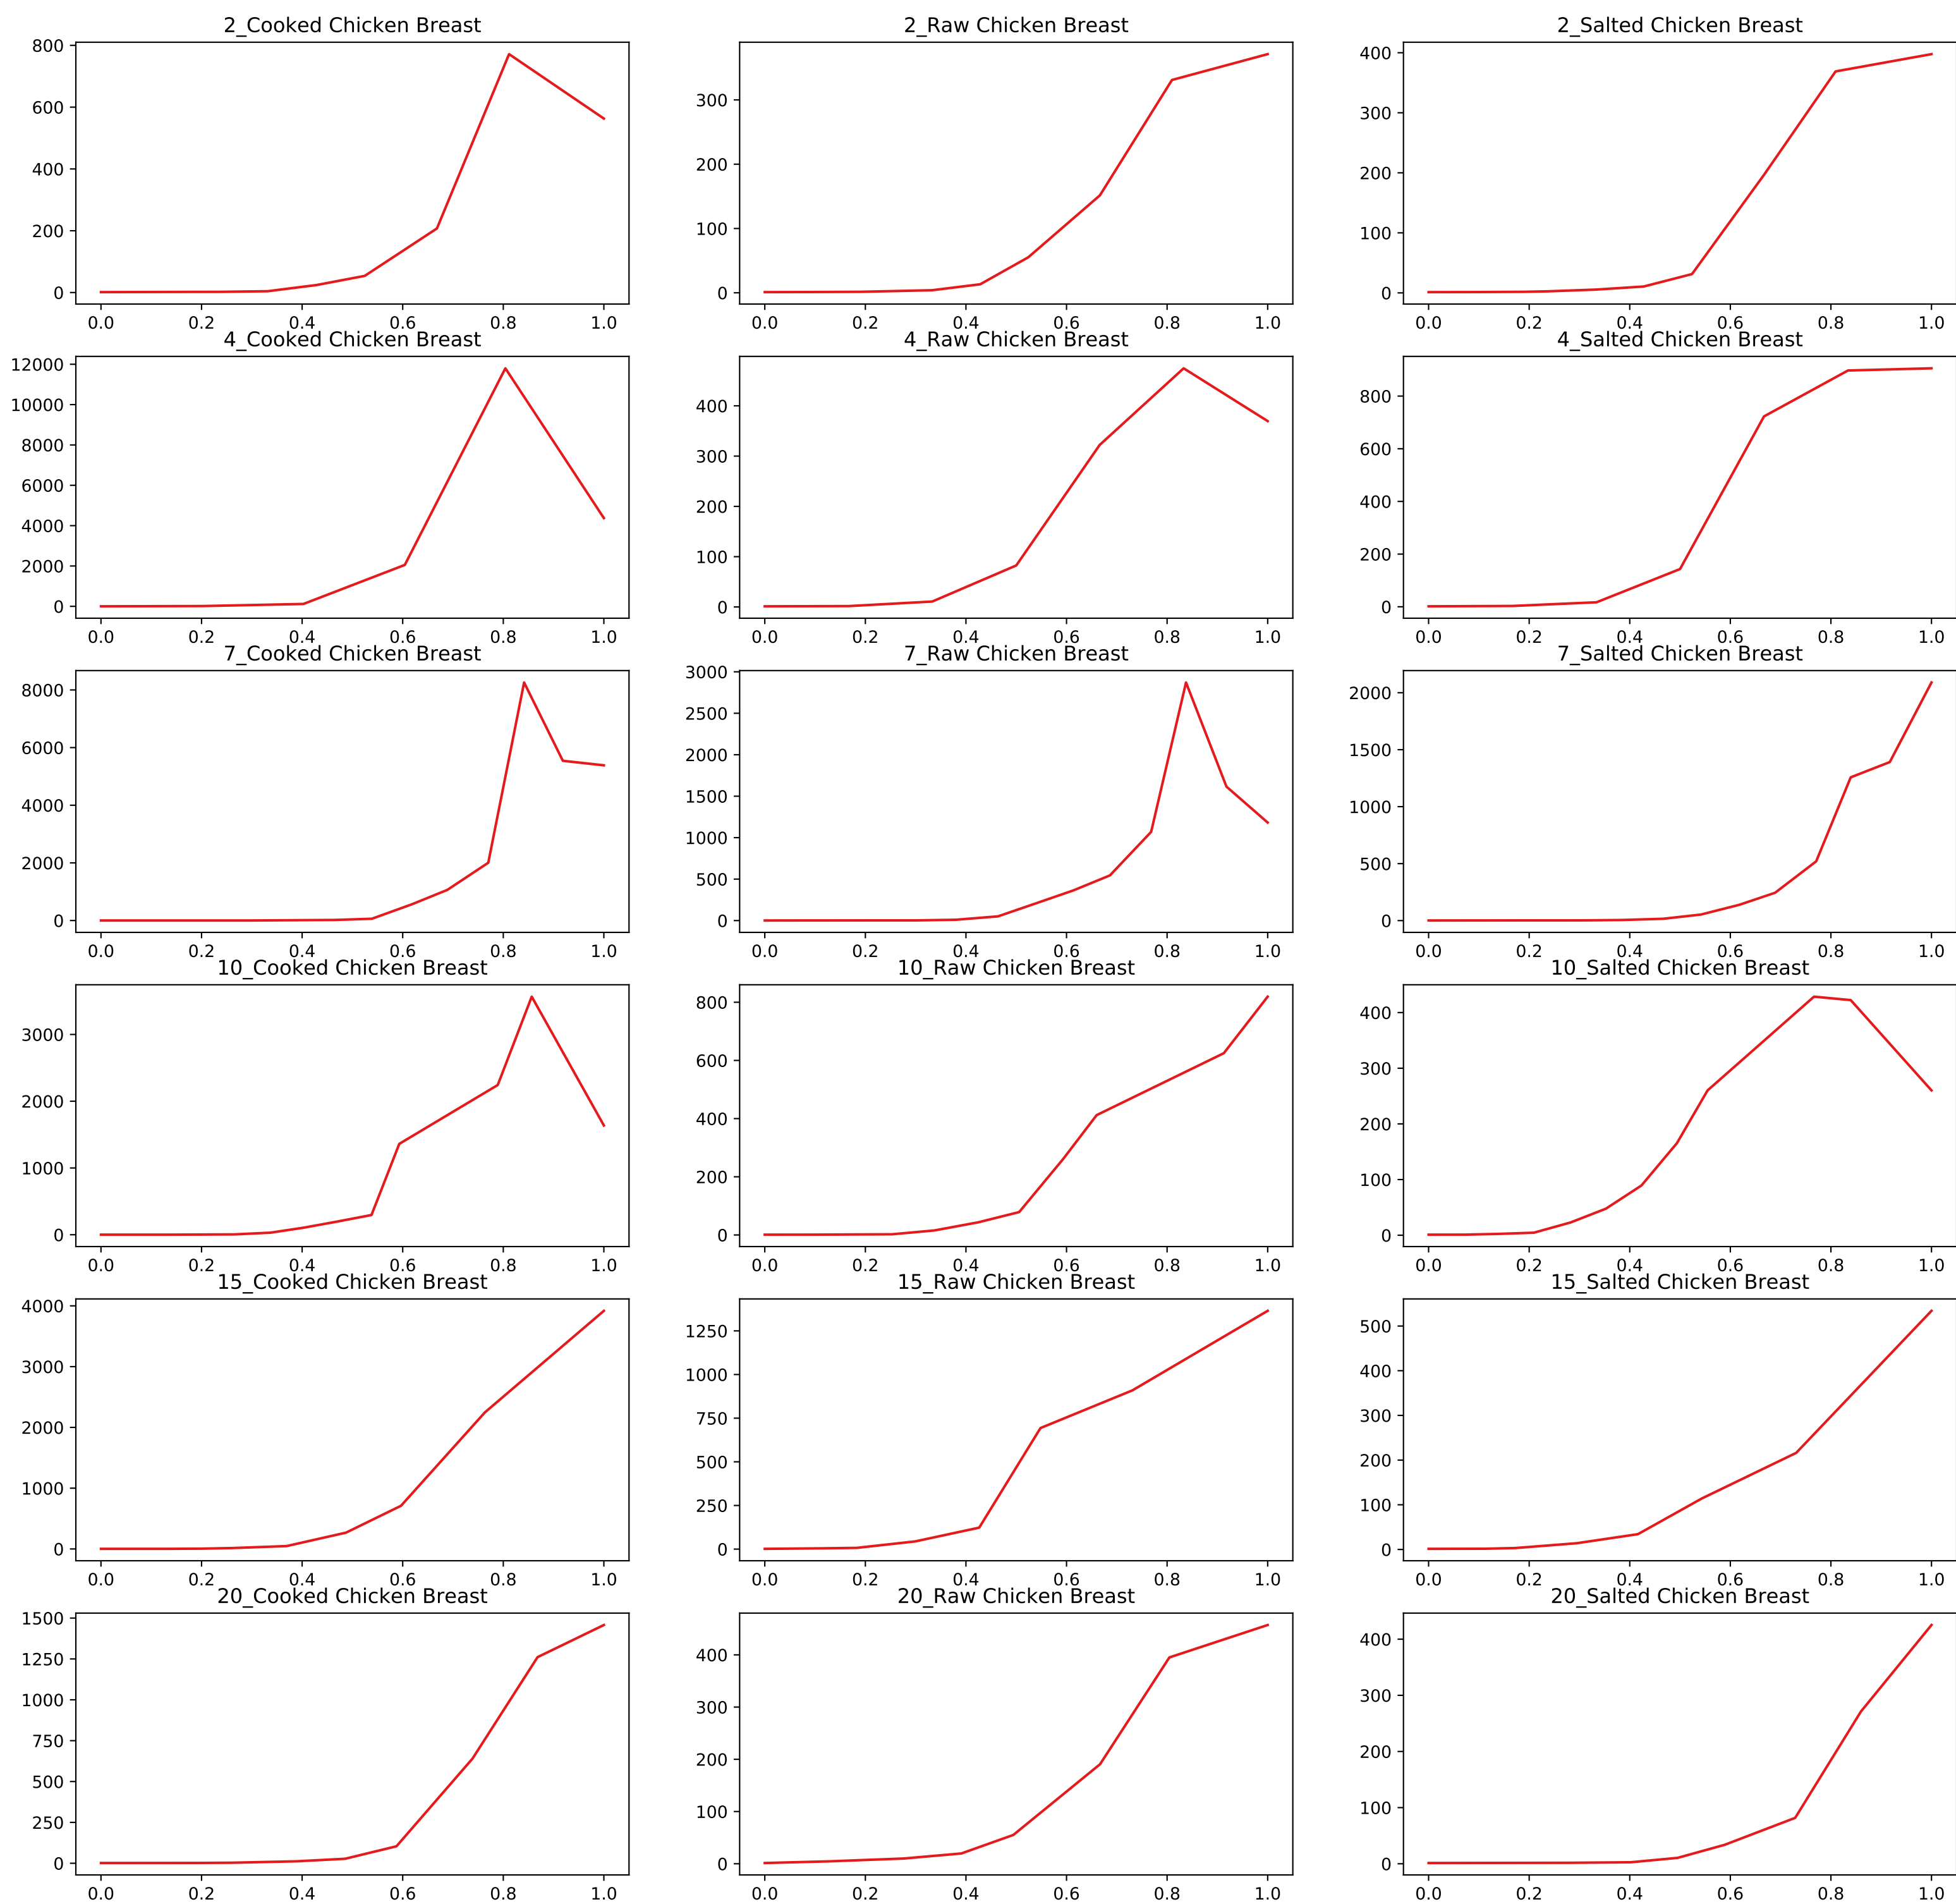 2_Cooked Chicken Breast 2_Raw Chicken Breast 2_Salted Chicken Breast
800 600 400 200 0
0.0 0.2 0.4 0.6 0.8 1.0
300 200 100 0
0.0 0.2 0.4 0.6 0.8 1.0
400 300 200 100 0
0.0 0.2 0.4 0.6 0.8 1.0
4_Cooked Chicken Breast 4_Raw Chicken Breast 4_Salted Chicken Breast
12000 10000 8000 6000 4000 2000 0
0.0 0.2 0.4 0.6 0.8 1.0
400 300 200 100 0
0.0 0.2 0.4 0.6 0.8 1.0
800 600 400 200 0
0.0 0.2 0.4 0.6 0.8 1.0
7_Cooked Chicken Breast 7_Raw Chicken Breast 7_Salted Chicken Breast
8000 6000 4000 2000 0
0.0 0.2 0.4 0.6 0.8 1.0
3000 2500 2000 1500 1000 500 0
0.0 0.2 0.4 0.6 0.8 1.0
2000 1500 1000 500 0
0.0 0.2 0.4 0.6 0.8 1.0
10_Cooked Chicken Breast 10_Raw Chicken Breast 10_Salted Chicken Breast
3000 2000 1000 0
0.0 0.2 0.4 0.6 0.8 1.0
800 600 400 200 0
0.0 0.2 0.4 0.6 0.8 1.0
400 300 200 100 0
0.0 0.2 0.4 0.6 0.8 1.0
15_Cooked Chicken Breast 15_Raw Chicken Breast 15_Salted Chicken Breast
4000 3000 2000 1000 0
0.0 0.2 0.4 0.6 0.8 1.0
1250 1000 750 500 250 0
0.0 0.2 0.4 0.6 0.8 1.0
500 400 300 200 100 0
0.0 0.2 0.4 0.6 0.8 1.0
20_Cooked Chicken Breast 20_Raw Chicken Breast 20_Salted Chicken Breast
1500 1250 1000 750 500 250 0
0.0 0.2 0.4 0.6 0.8 1.0
400 300 200 100 0
0.0 0.2 0.4 0.6 0.8 1.0
400 300 200 100 0
0.0 0.2 0.4 0.6 0.8 1.0